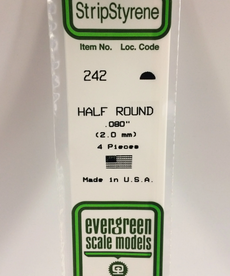 StripStyrene
Item No. Loc. Code
242
HALF ROUND
.080"
(2.0 mm)
4 Pieces
Made in U.S.A.
evergreen
scale models